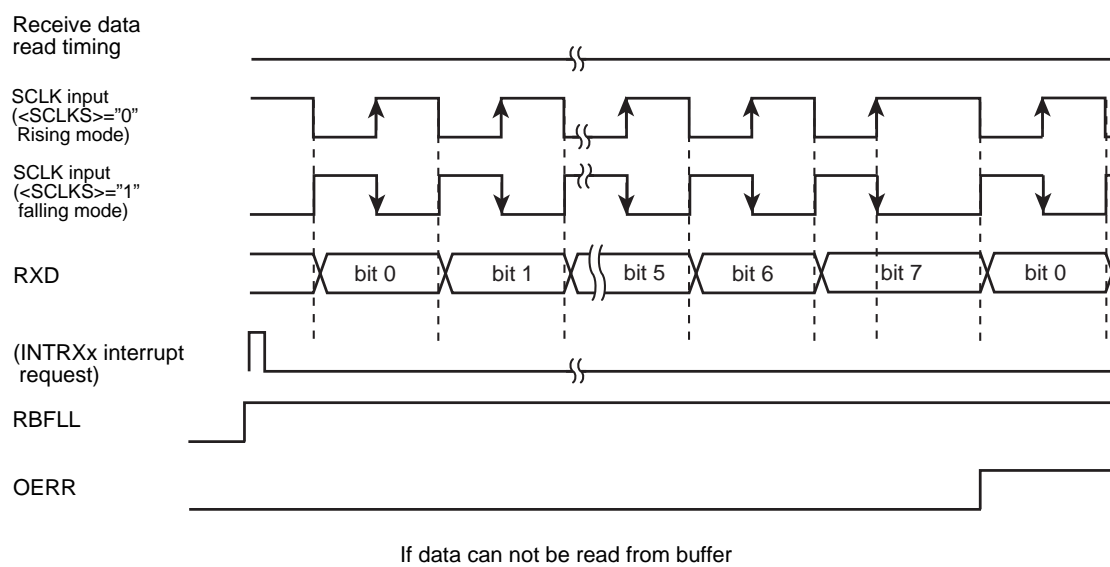 Receive data
read timing
SCLK input
(<SCLKS>=”0”
Rising mode)
SCLK input
(<SCLKS>=”1”
falling mode)
RXD
bit 0
bit 1
bit 5
bit 6
bit 7
bit 0
(INTRXx interrupt
request)
RBFLL
OERR
If data can not be read from buffer